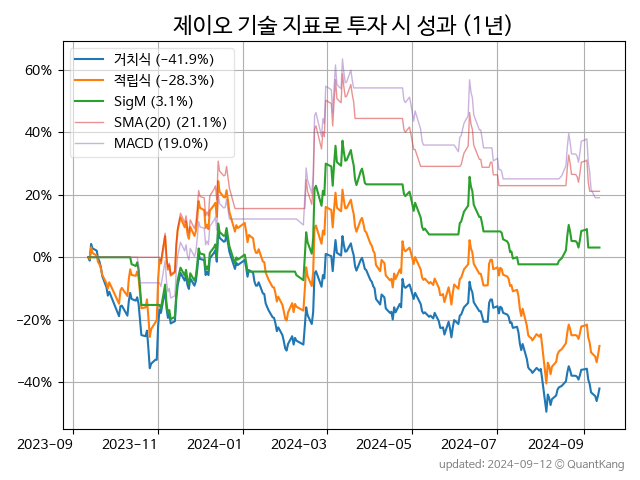 제이오 기술 지표로 투자 시 성과 (1년)
거치식 (−41.9%)
적립식 (−28.3%)
SigM (3.1%)
SMA(20) (21.1%)
MACD (19.0%)
60%
40%
20%
0%
−20%
−40%
2023-09 2023-11 2024-01 2024-03 2024-05 2024-07 2024-09
updated: 2024-09-12 © QuantKang